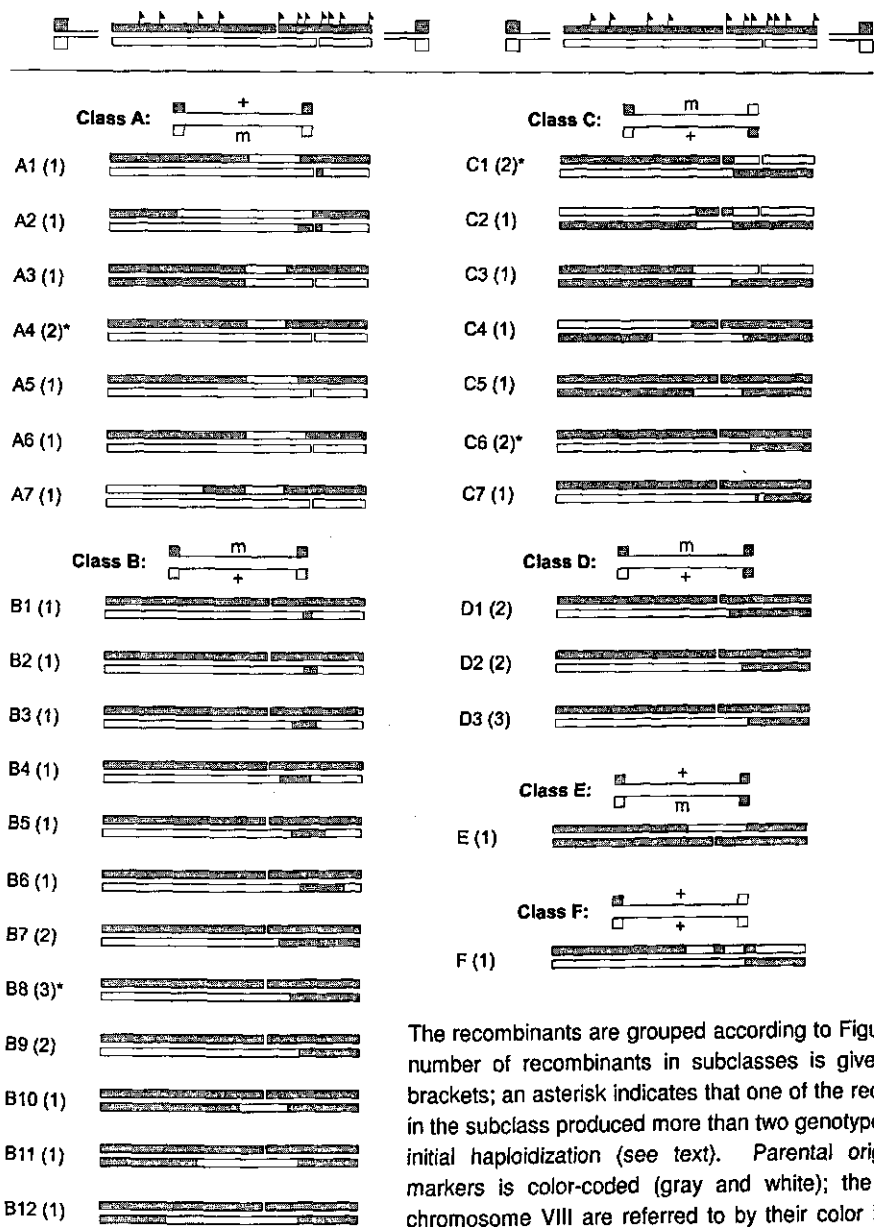 Class A:
+
m
A1 (1)
A2 (1)
A3 (1)
A4 (2)*
A5 (1)
A6 (1)
A7 (1)
Class B:
m
+
B1 (1)
B2 (1)
B3 (1)
B4 (1)
B5 (1)
B6 (1)
B7 (2)
B8 (3)*
B9 (2)
B10 (1)
B11 (1)
B12 (1)
Class C:
m
+
C1 (2)*
C2 (1)
C3 (1)
C4 (1)
C5 (1)
C6 (2)*
C7 (1)
Class D:
m
+
D1 (2)
D2 (2)
D3 (3)
Class E:
+
m
E (1)
Class F:
+
+
F (1)
The recombinants are grouped according to Figu
number of recombinants in subclasses is give
brackets; an asterisk indicates that one of the rec
in the subclass produced more than two genotype
initial haploidization (see text). Parental orig
markers is color-coded (gray and white); the
chromosome VIII are referred to by their color